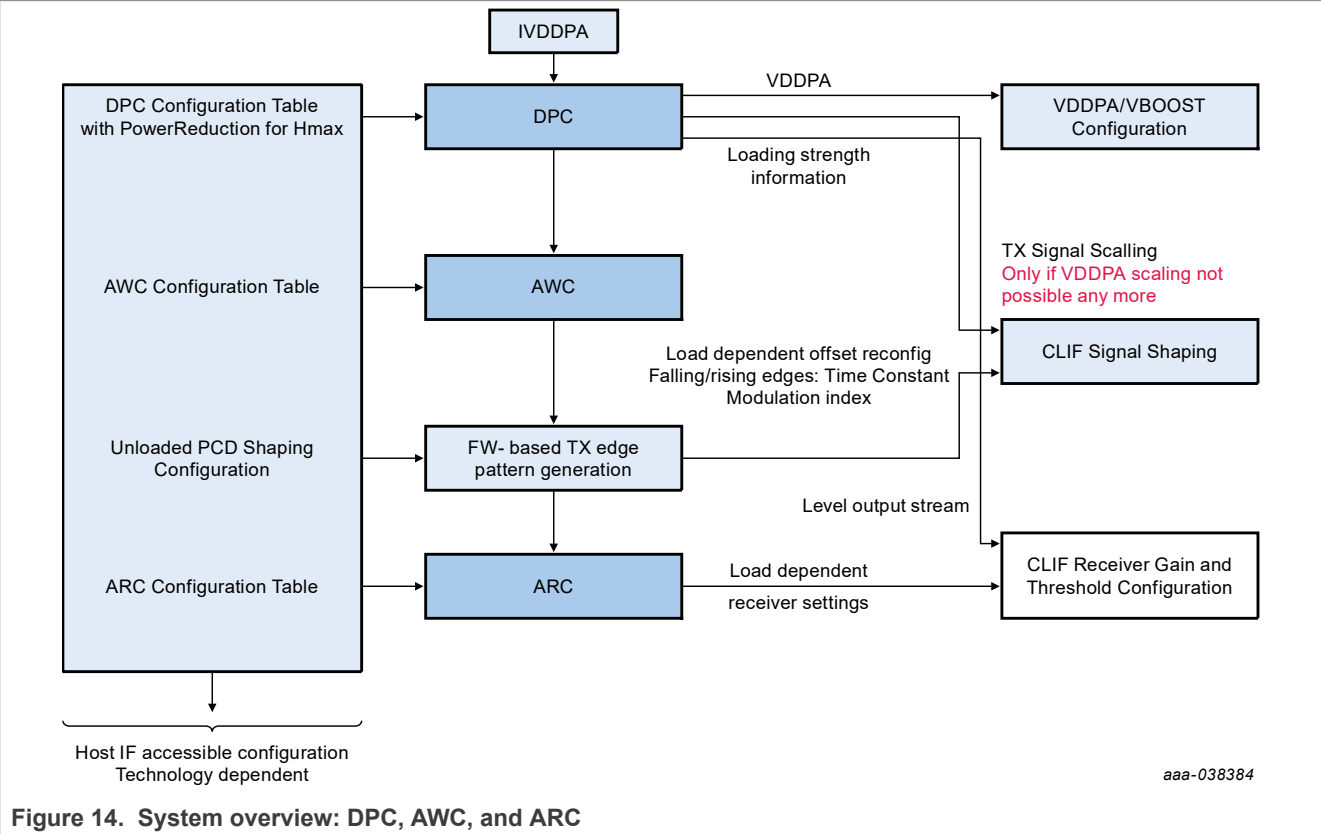 IVDDPA
DPC Configuration Table
with PowerReduction for Hmax
DPC
VDDPA
VDDPA/VBOOST
Configuration
Loading strength
information
TX Signal Scalling
Only if VDDPA scaling not
possible any more
AWC Configuration Table
AWC
CLIF Signal Shaping
Load dependent offset reconfig
Falling/rising edges: Time Constant
Modulation index
Unloaded PCD Shaping
Configuration
FW- based TX edge
pattern generation
Level output stream
ARC Configuration Table
ARC
Load dependent
receiver settings
CLIF Receiver Gain and
Threshold Configuration
Host IF accessible configuration
Technology dependent
aaa-038384
Figure 14. System overview: DPC, AWC, and ARC